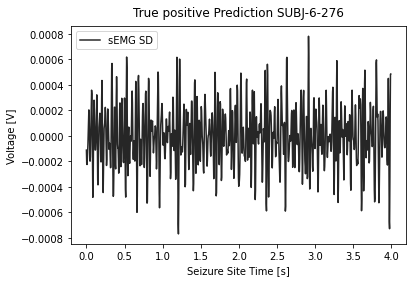 True positive Prediction SUBJ-6-276
sEMG SD
Voltage [V]
0.0008
0.0006
0.0004
0.0002
0.0000
−0.0002
−0.0004
−0.0006
−0.0008
0.0 0.5 1.0 1.5 2.0 2.5 3.0 3.5 4.0
Seizure Site Time [s]